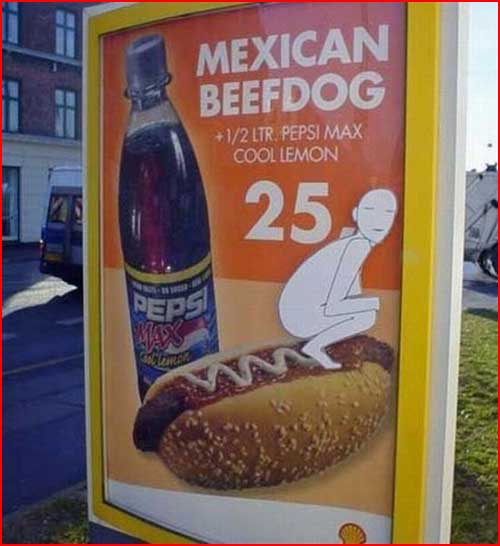 MEXICAN
BEEFDOG
+1/2 LTR. PEPSI MAX
COOL LEMON
25,
PEPSI
MAX
Cool Lemon